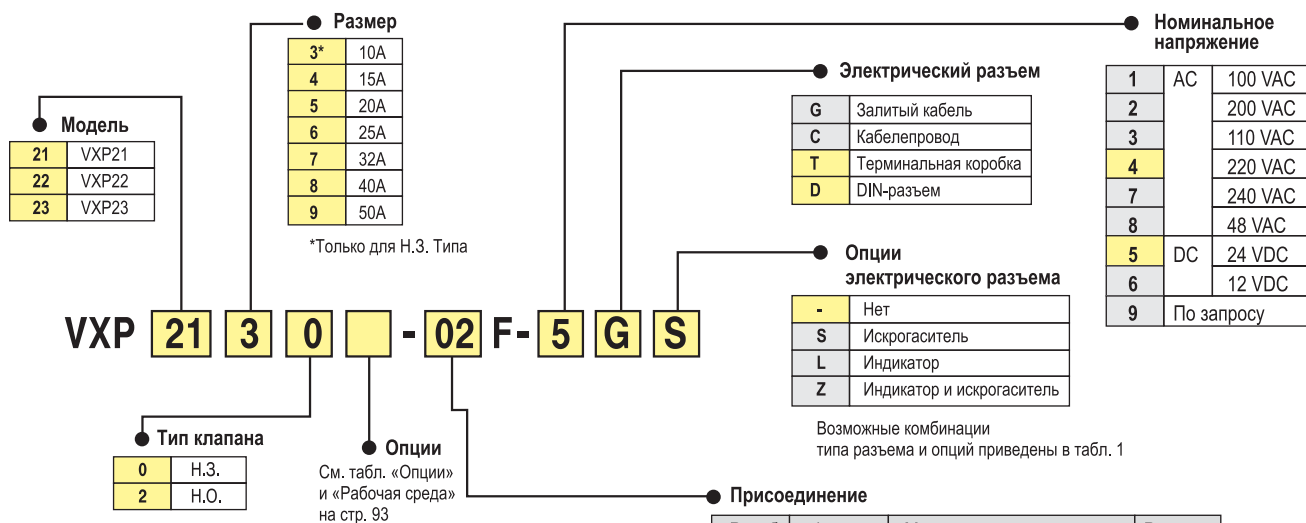 Размер
3* 10A
4 15A
5 20A
6 25A
7 32A
8 40A
9 50A
*Только для Н.З. Типа
Модель
21 VXP21
22 VXP22
23 VXP23
Электрический разъем
G Залитый кабель
C Кабелепровод
T Терминальная коробка
D DIN-разъем
Номинальное
напряжение
1 AC 100 VAC
2 200 VAC
3 110 VAC
4 220 VAC
7 240 VAC
8 48 VAC
5 DC 24 VDC
6 12 VDC
9 По запросу
Опции
электрического разъема
- Нет
S Искрогаситель
L Индикатор
Z Индикатор и искрогаситель
Возможные комбинации
типа разъема и опций приведены в табл. 1
VXP 21 3 0 - 02 F- 5 G S
Тип клапана
0 Н.З.
2 Н.О.
Опции
См. табл. «Опции»
и «Рабочая среда»
на стр. 93
Присоединение